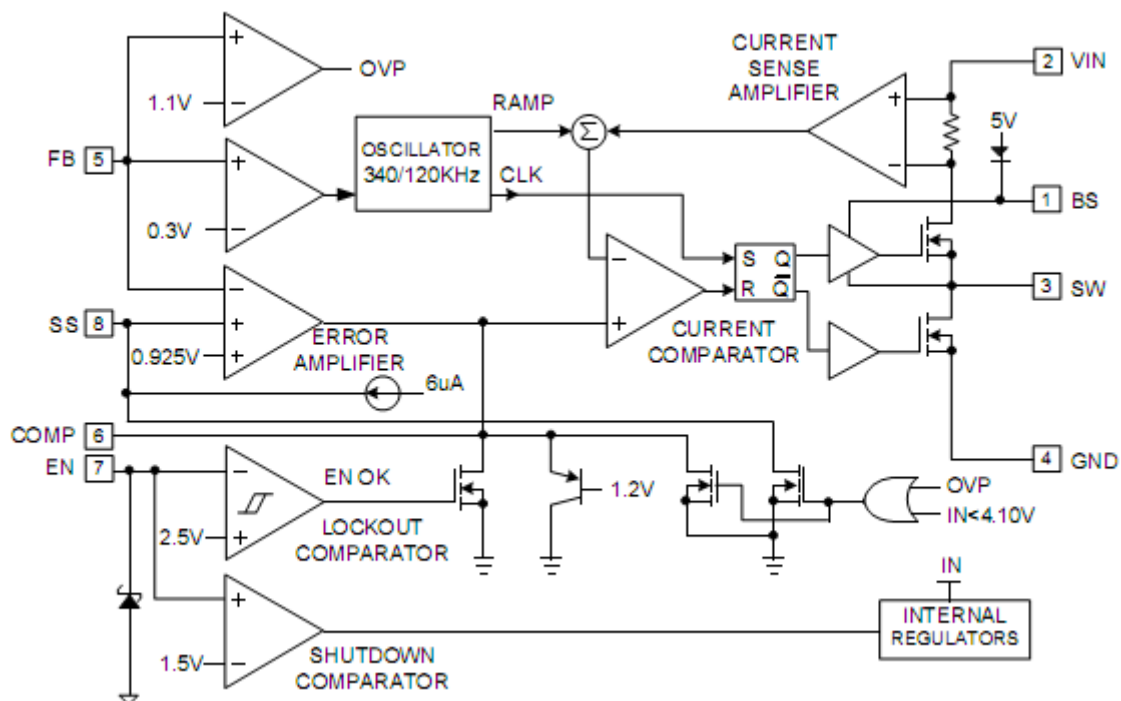 OVP
1.1V
CURRENT
SENSE
AMPLIFIER
2 VIN
RAMP
Σ
5V
FB 5
OSCILLATOR
340/120KHz
CLK
0.3V
1 BS
S Q
R Q̅
3 SW
SS 8
0.925V
ERROR
AMPLIFIER
CURRENT
COMPARATOR
6uA
COMP 6
EN 7
4 GND
EN OK
1.2V
OVP
IN<4.10V
2.5V
LOCKOUT
COMPARATOR
IN
INTERNAL
REGULATORS
1.5V
SHUTDOWN
COMPARATOR
+
−
+
−
+
−
−
+
−
+
+
−
+
+
−